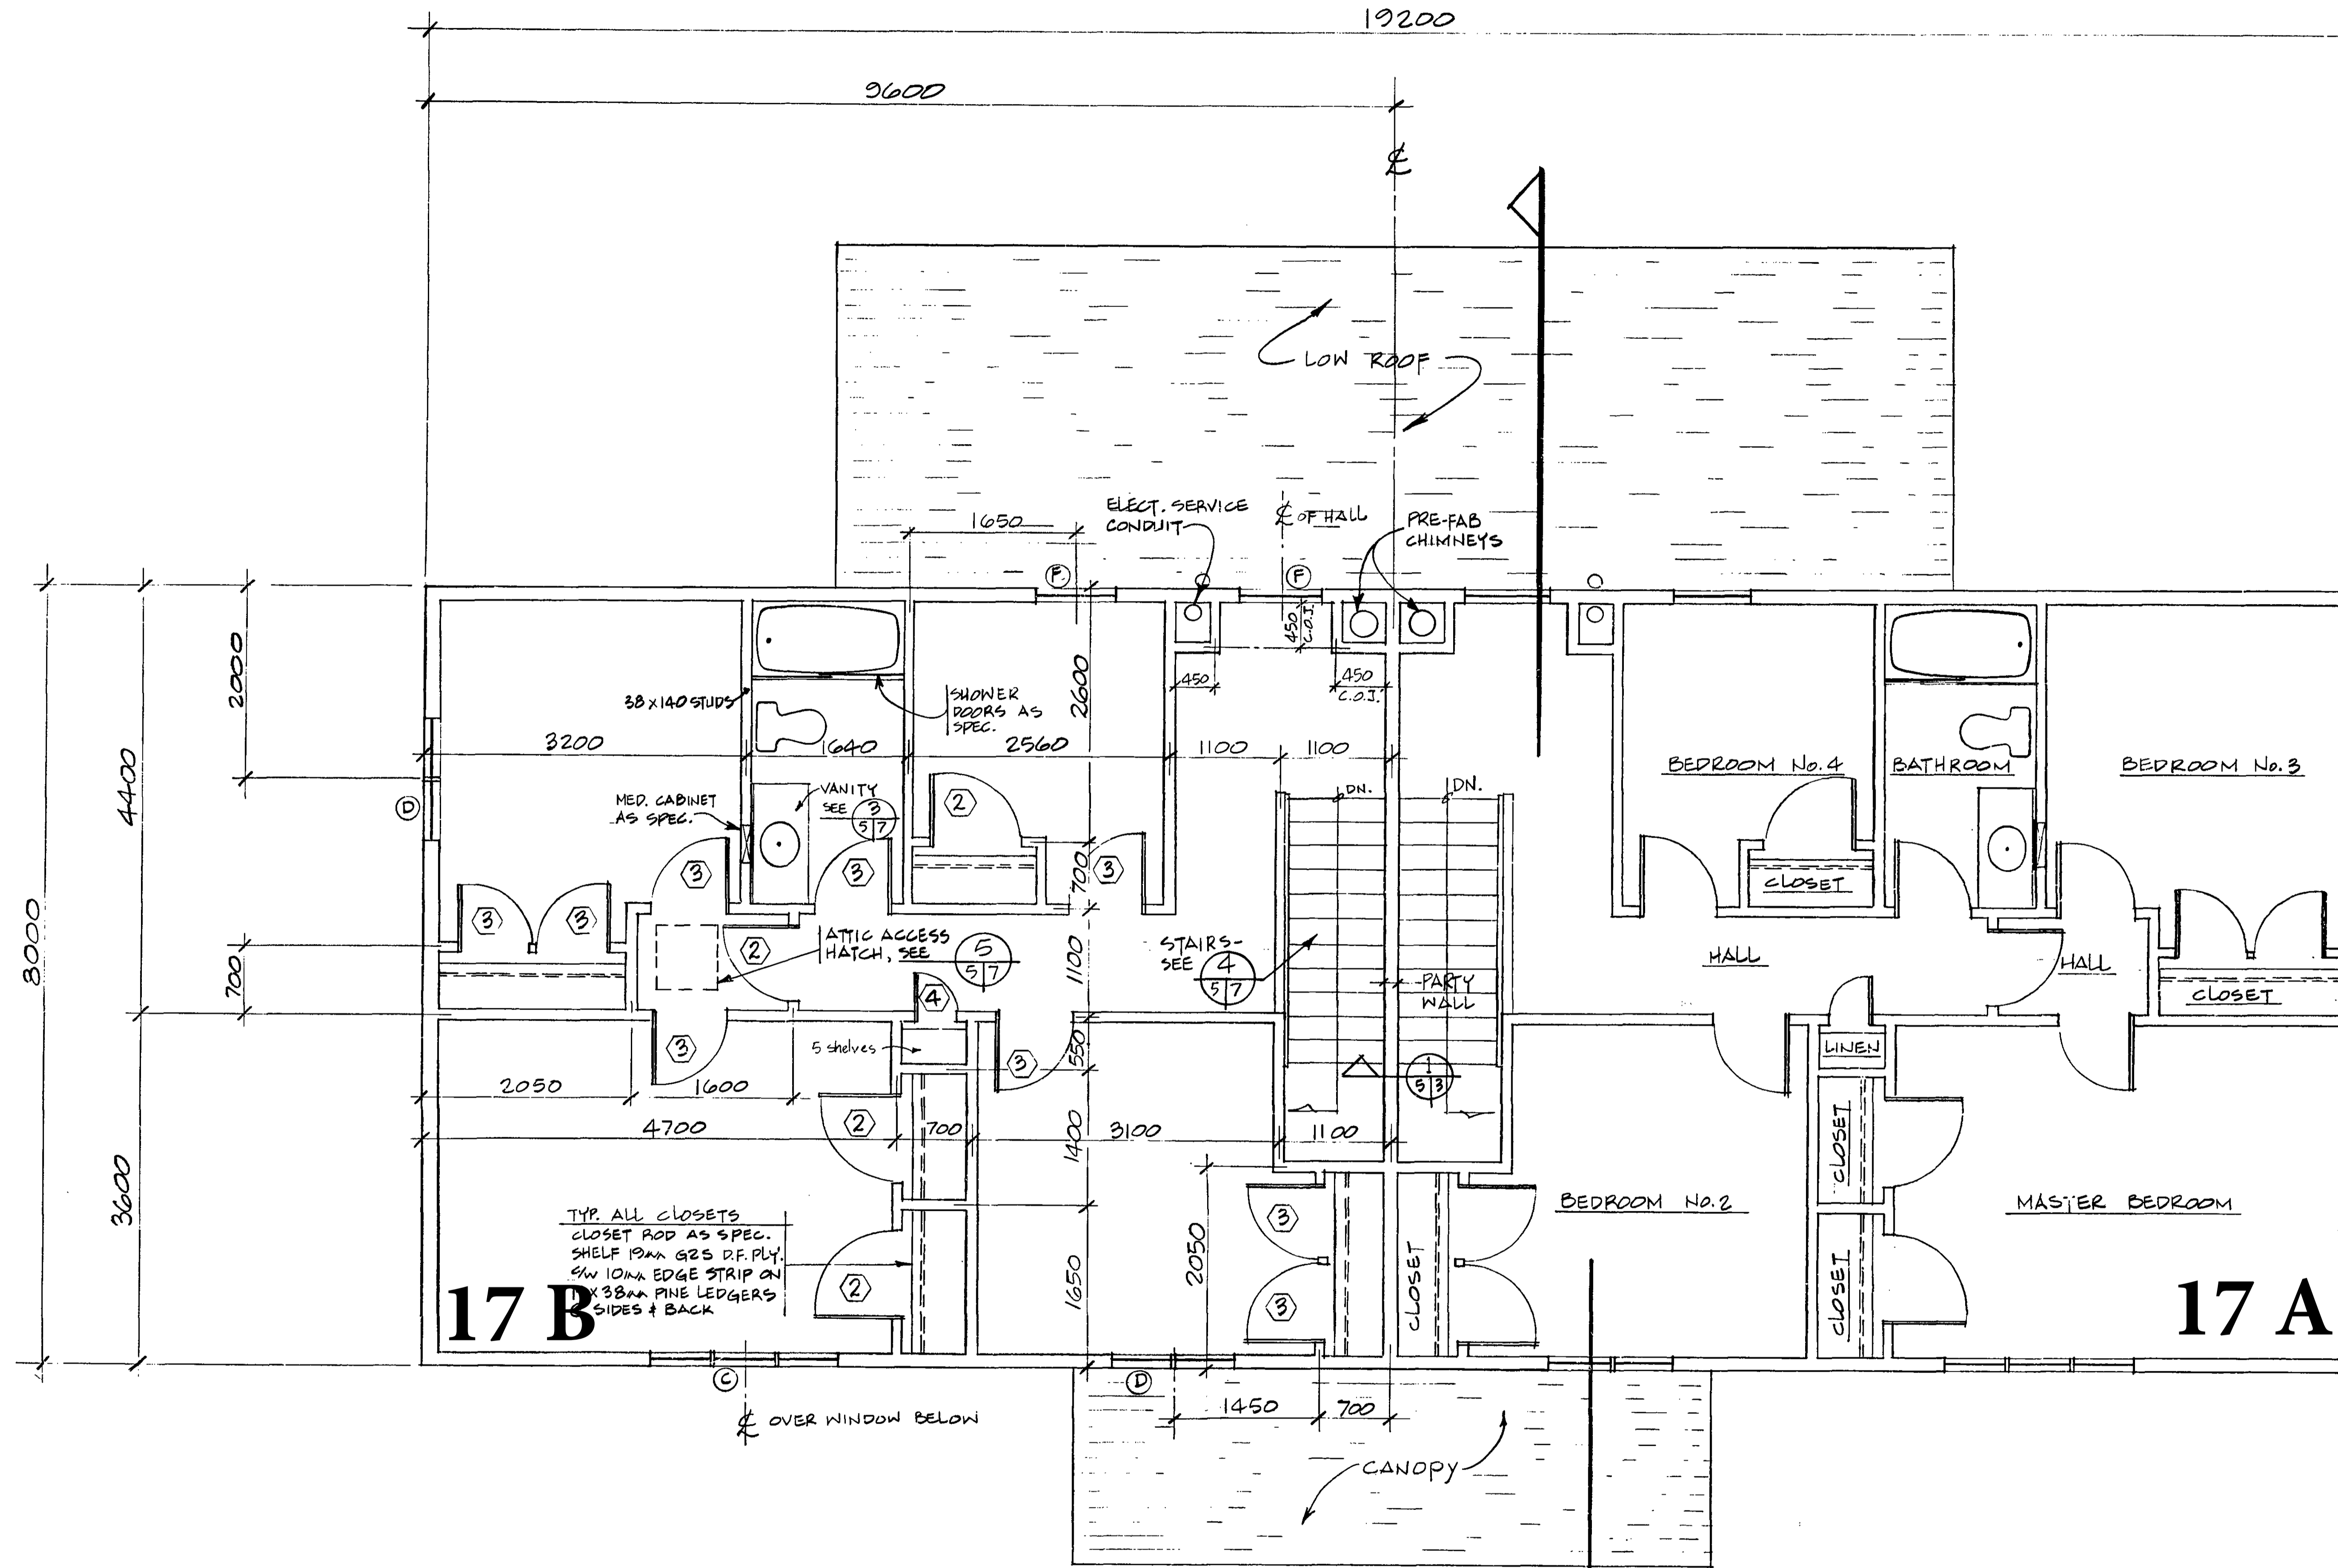 19200
9600
℄
LOW ROOF
ELECT. SERVICE
CONDUIT
℄ OF HALL
PRE-FAB
CHIMNEYS
1650
F
F
450
C.O.J.
450
450
C.O.J.
2000
4400
8000
700
3600
38 x 140 STUDS
SHOWER
DOORS AS
SPEC.
2600
3200
1640
2560
1100
1100
BEDROOM No.4
BATHROOM
BEDROOM No.3
D
MED. CABINET
AS SPEC.
VANITY
SEE
3
5 7
2
DN.
DN.
3
3
3
700
CLOSET
3
3
ATTIC ACCESS
HATCH, SEE
5
5 7
2
1100
STAIRS-
SEE
4
5 7
PARTY
WALL
HALL
HALL
CLOSET
4
3
5 shelves
3
550
1
5 3
LINEN
2050
1600
4700
2
700
1400
3100
1100
CLOSET
TYP. ALL CLOSETS
CLOSET ROD AS SPEC.
SHELF 19mm G2S D.F. PLY.
C/W 10mm EDGE STRIP ON
X 38mm PINE LEDGERS
SIDES & BACK
2
1650
2050
3
3
CLOSET
BEDROOM No.2
CLOSET
MASTER BEDROOM
17 B
17 A
C
D
℄ OVER WINDOW BELOW
1450
700
CANOPY